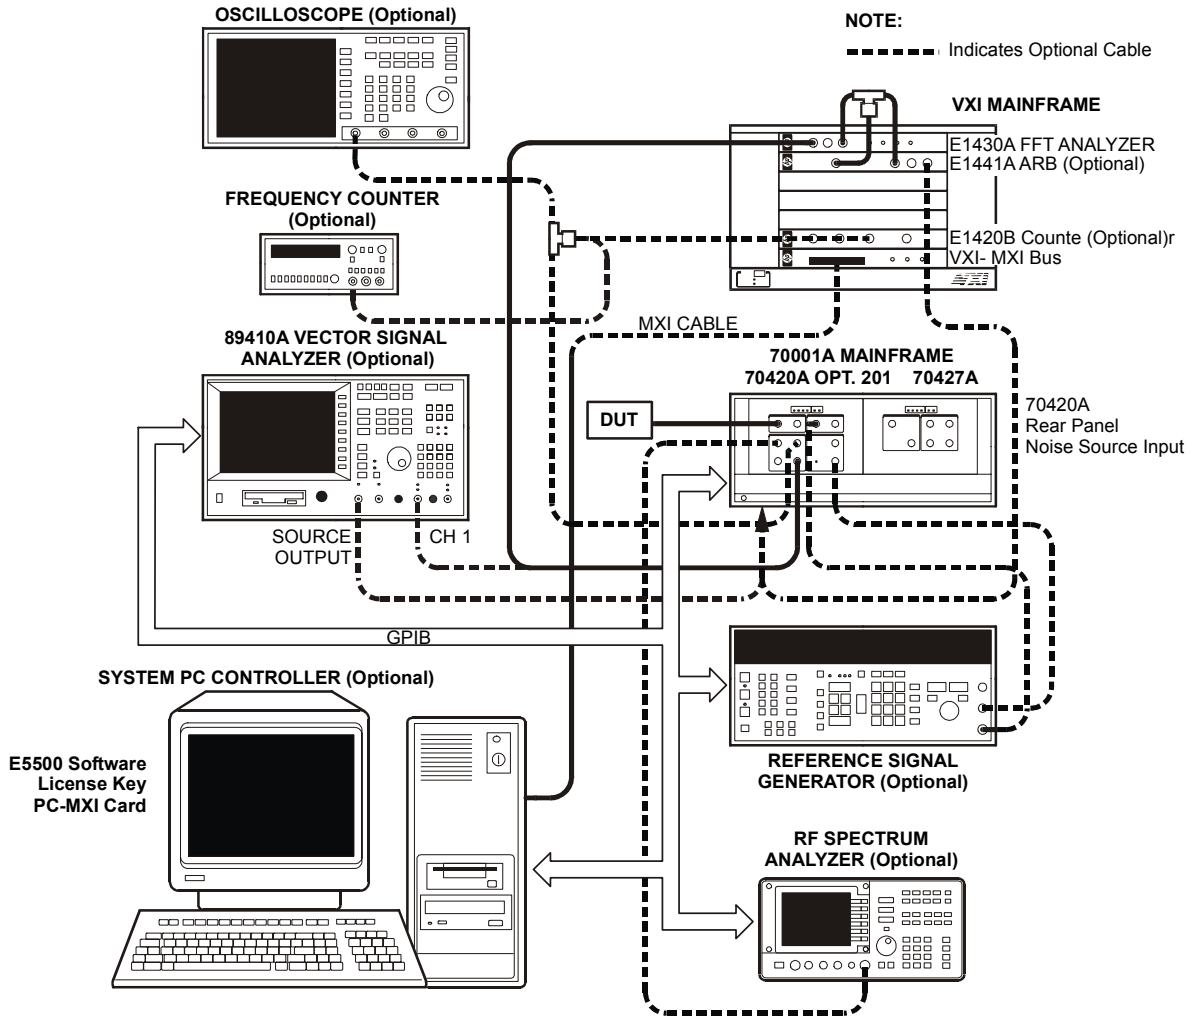 OSCILLOSCOPE (Optional)
NOTE:
Indicates Optional Cable
VXI MAINFRAME
E1430A FFT ANALYZER
E1441A ARB (Optional)
FREQUENCY COUNTER
(Optional)
E1420B Counte (Optional)r
VXI- MXI Bus
VXI
MXI CABLE
89410A VECTOR SIGNAL
ANALYZER (Optional)
70001A MAINFRAME
70420A OPT. 201 70427A
DUT
70420A
Rear Panel
Noise Source Input
SOURCE
OUTPUT
CH 1
GPIB
SYSTEM PC CONTROLLER (Optional)
E5500 Software
License Key
PC-MXI Card
REFERENCE SIGNAL
GENERATOR (Optional)
RF SPECTRUM
ANALYZER (Optional)